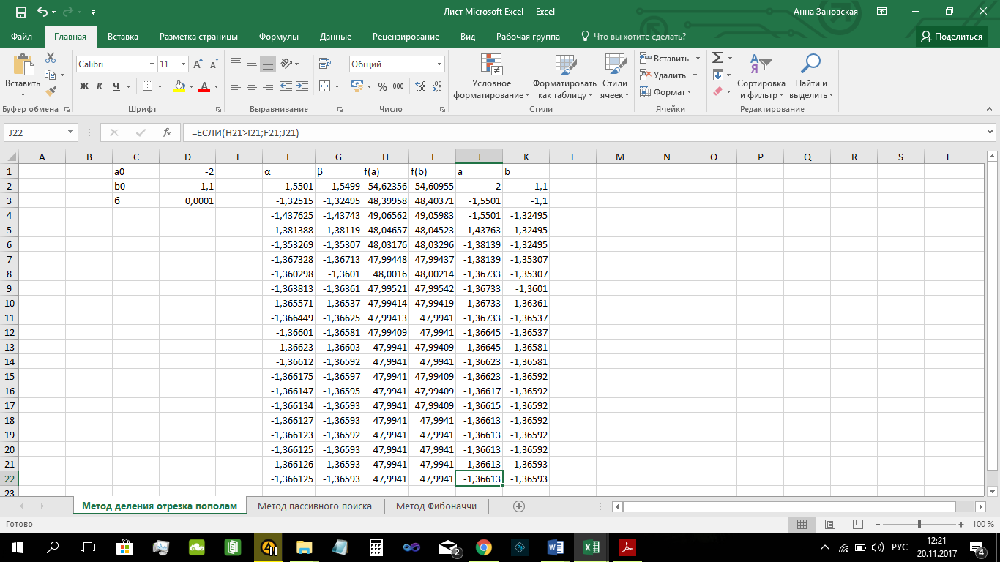 Лист Microsoft Excel - Excel
Анна Зановская
Файл Главная Вставка Разметка страницы Формулы Данные Рецензирование Вид Рабочая группа Что вы хотите сделать? Поделиться
Вставить
Calibri 11
Ж К Ч А
Общий
% 000
Условное форматирование
Форматировать как таблицу
Стили ячеек
Вставить
Удалить
Формат
Σ
Сортировка и фильтр
Найти и выделить
Буфер обмена Шрифт Выравнивание Число Стили Ячейки Редактирование
J22 fx =ЕСЛИ(H21>I21;F21;J21)
A B C D E F G H I J K L M N O P Q R S T
1 a0 -2 α β f(a) f(b) a b
2 b0 -1,1 -1,5501 -1,5499 54,62356 54,60955 -2 -1,1
3 б 0,0001 -1,32515 -1,32495 48,39958 48,40371 -1,5501 -1,1
4 -1,437625 -1,43743 49,06562 49,05983 -1,5501 -1,32495
5 -1,381388 -1,38119 48,04657 48,04523 -1,43763 -1,32495
6 -1,353269 -1,35307 48,03176 48,03296 -1,38139 -1,32495
7 -1,367328 -1,36713 47,99448 47,99437 -1,38139 -1,35307
8 -1,360298 -1,3601 48,0016 48,00214 -1,36733 -1,35307
9 -1,363813 -1,36361 47,99521 47,99542 -1,36733 -1,3601
10 -1,365571 -1,36537 47,99414 47,99419 -1,36733 -1,36361
11 -1,366449 -1,36625 47,99413 47,9941 -1,36733 -1,36537
12 -1,36601 -1,36581 47,99409 47,9941 -1,36645 -1,36537
13 -1,36623 -1,36603 47,9941 47,99409 -1,36645 -1,36581
14 -1,36612 -1,36592 47,9941 47,9941 -1,36623 -1,36581
15 -1,366175 -1,36597 47,9941 47,99409 -1,36623 -1,36592
16 -1,366147 -1,36595 47,9941 47,99409 -1,36617 -1,36592
17 -1,366134 -1,36593 47,9941 47,99409 -1,36615 -1,36592
18 -1,366127 -1,36593 47,9941 47,9941 -1,36613 -1,36592
19 -1,366123 -1,36592 47,9941 47,9941 -1,36613 -1,36592
20 -1,366125 -1,36593 47,9941 47,9941 -1,36613 -1,36592
21 -1,366126 -1,36593 47,9941 47,9941 -1,36613 -1,36593
22 -1,366125 -1,36593 47,9941 47,9941 -1,36613 -1,36593
23
Метод деления отрезка пополам Метод пассивного поиска Метод Фибоначчи
Готово 100 %
2 РУС 12:21
20.11.2017 4